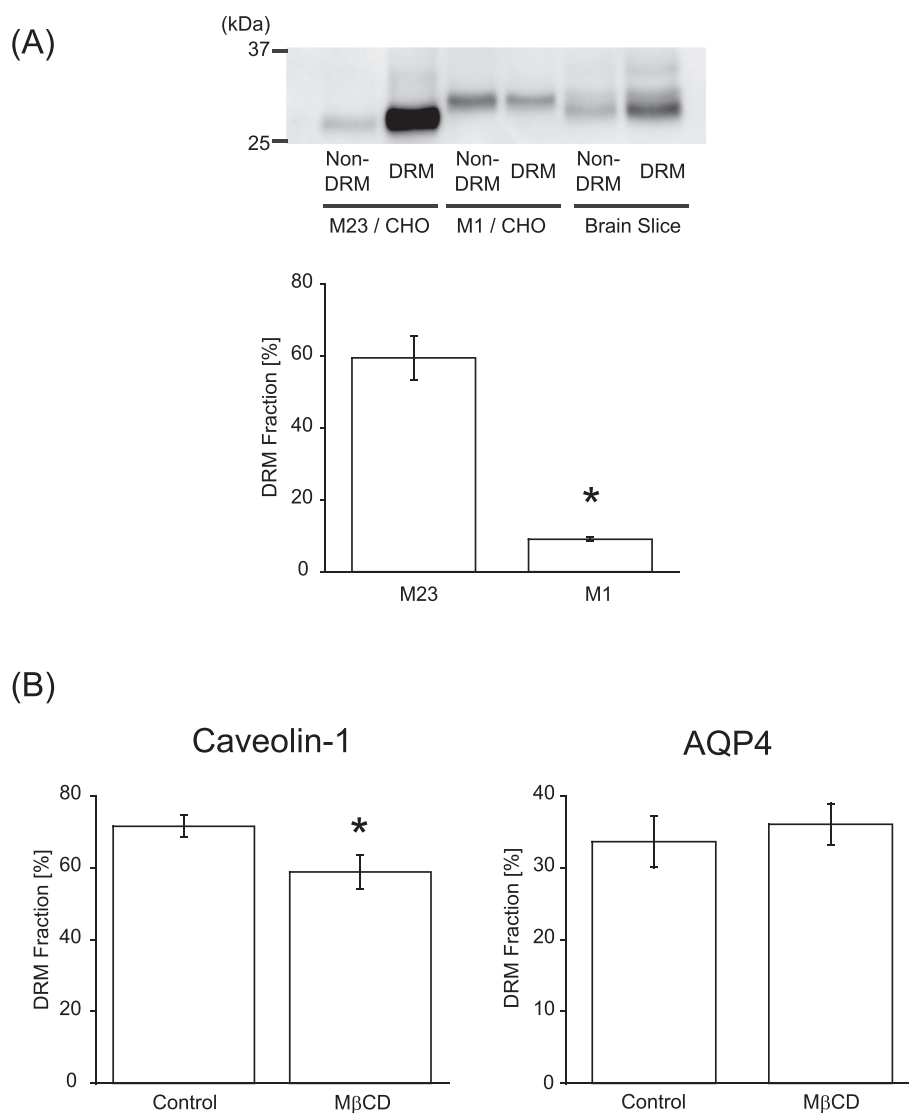 (A)
(kDa)
37
25
Non-
DRM
DRM
Non-
DRM
DRM
Non-
DRM
DRM
M23 / CHO
M1 / CHO
Brain Slice
DRM Fraction [%]
80
60
40
20
0
*
M23
M1
(B)
Caveolin-1
DRM Fraction [%]
80
60
40
20
0
*
Control
MβCD
AQP4
DRM Fraction [%]
40
30
20
10
0
Control
MβCD